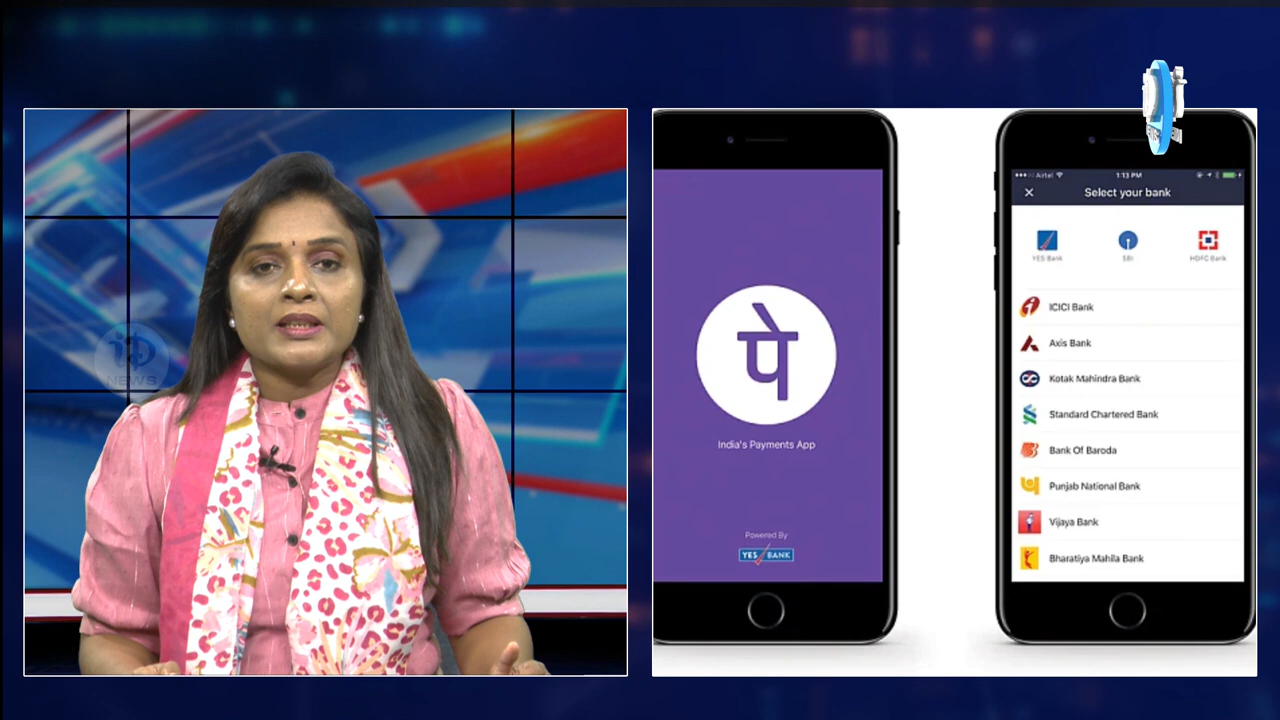 NEWS
पे
India's Payments App
Powered By
YES BANK
Airtel
1:13 PM
Select your bank
YES Bank
SBI
HDFC Bank
ICICI Bank
Axis Bank
Kotak Mahindra Bank
Standard Chartered Bank
Bank Of Baroda
Punjab National Bank
Vijaya Bank
Bharatiya Mahila Bank